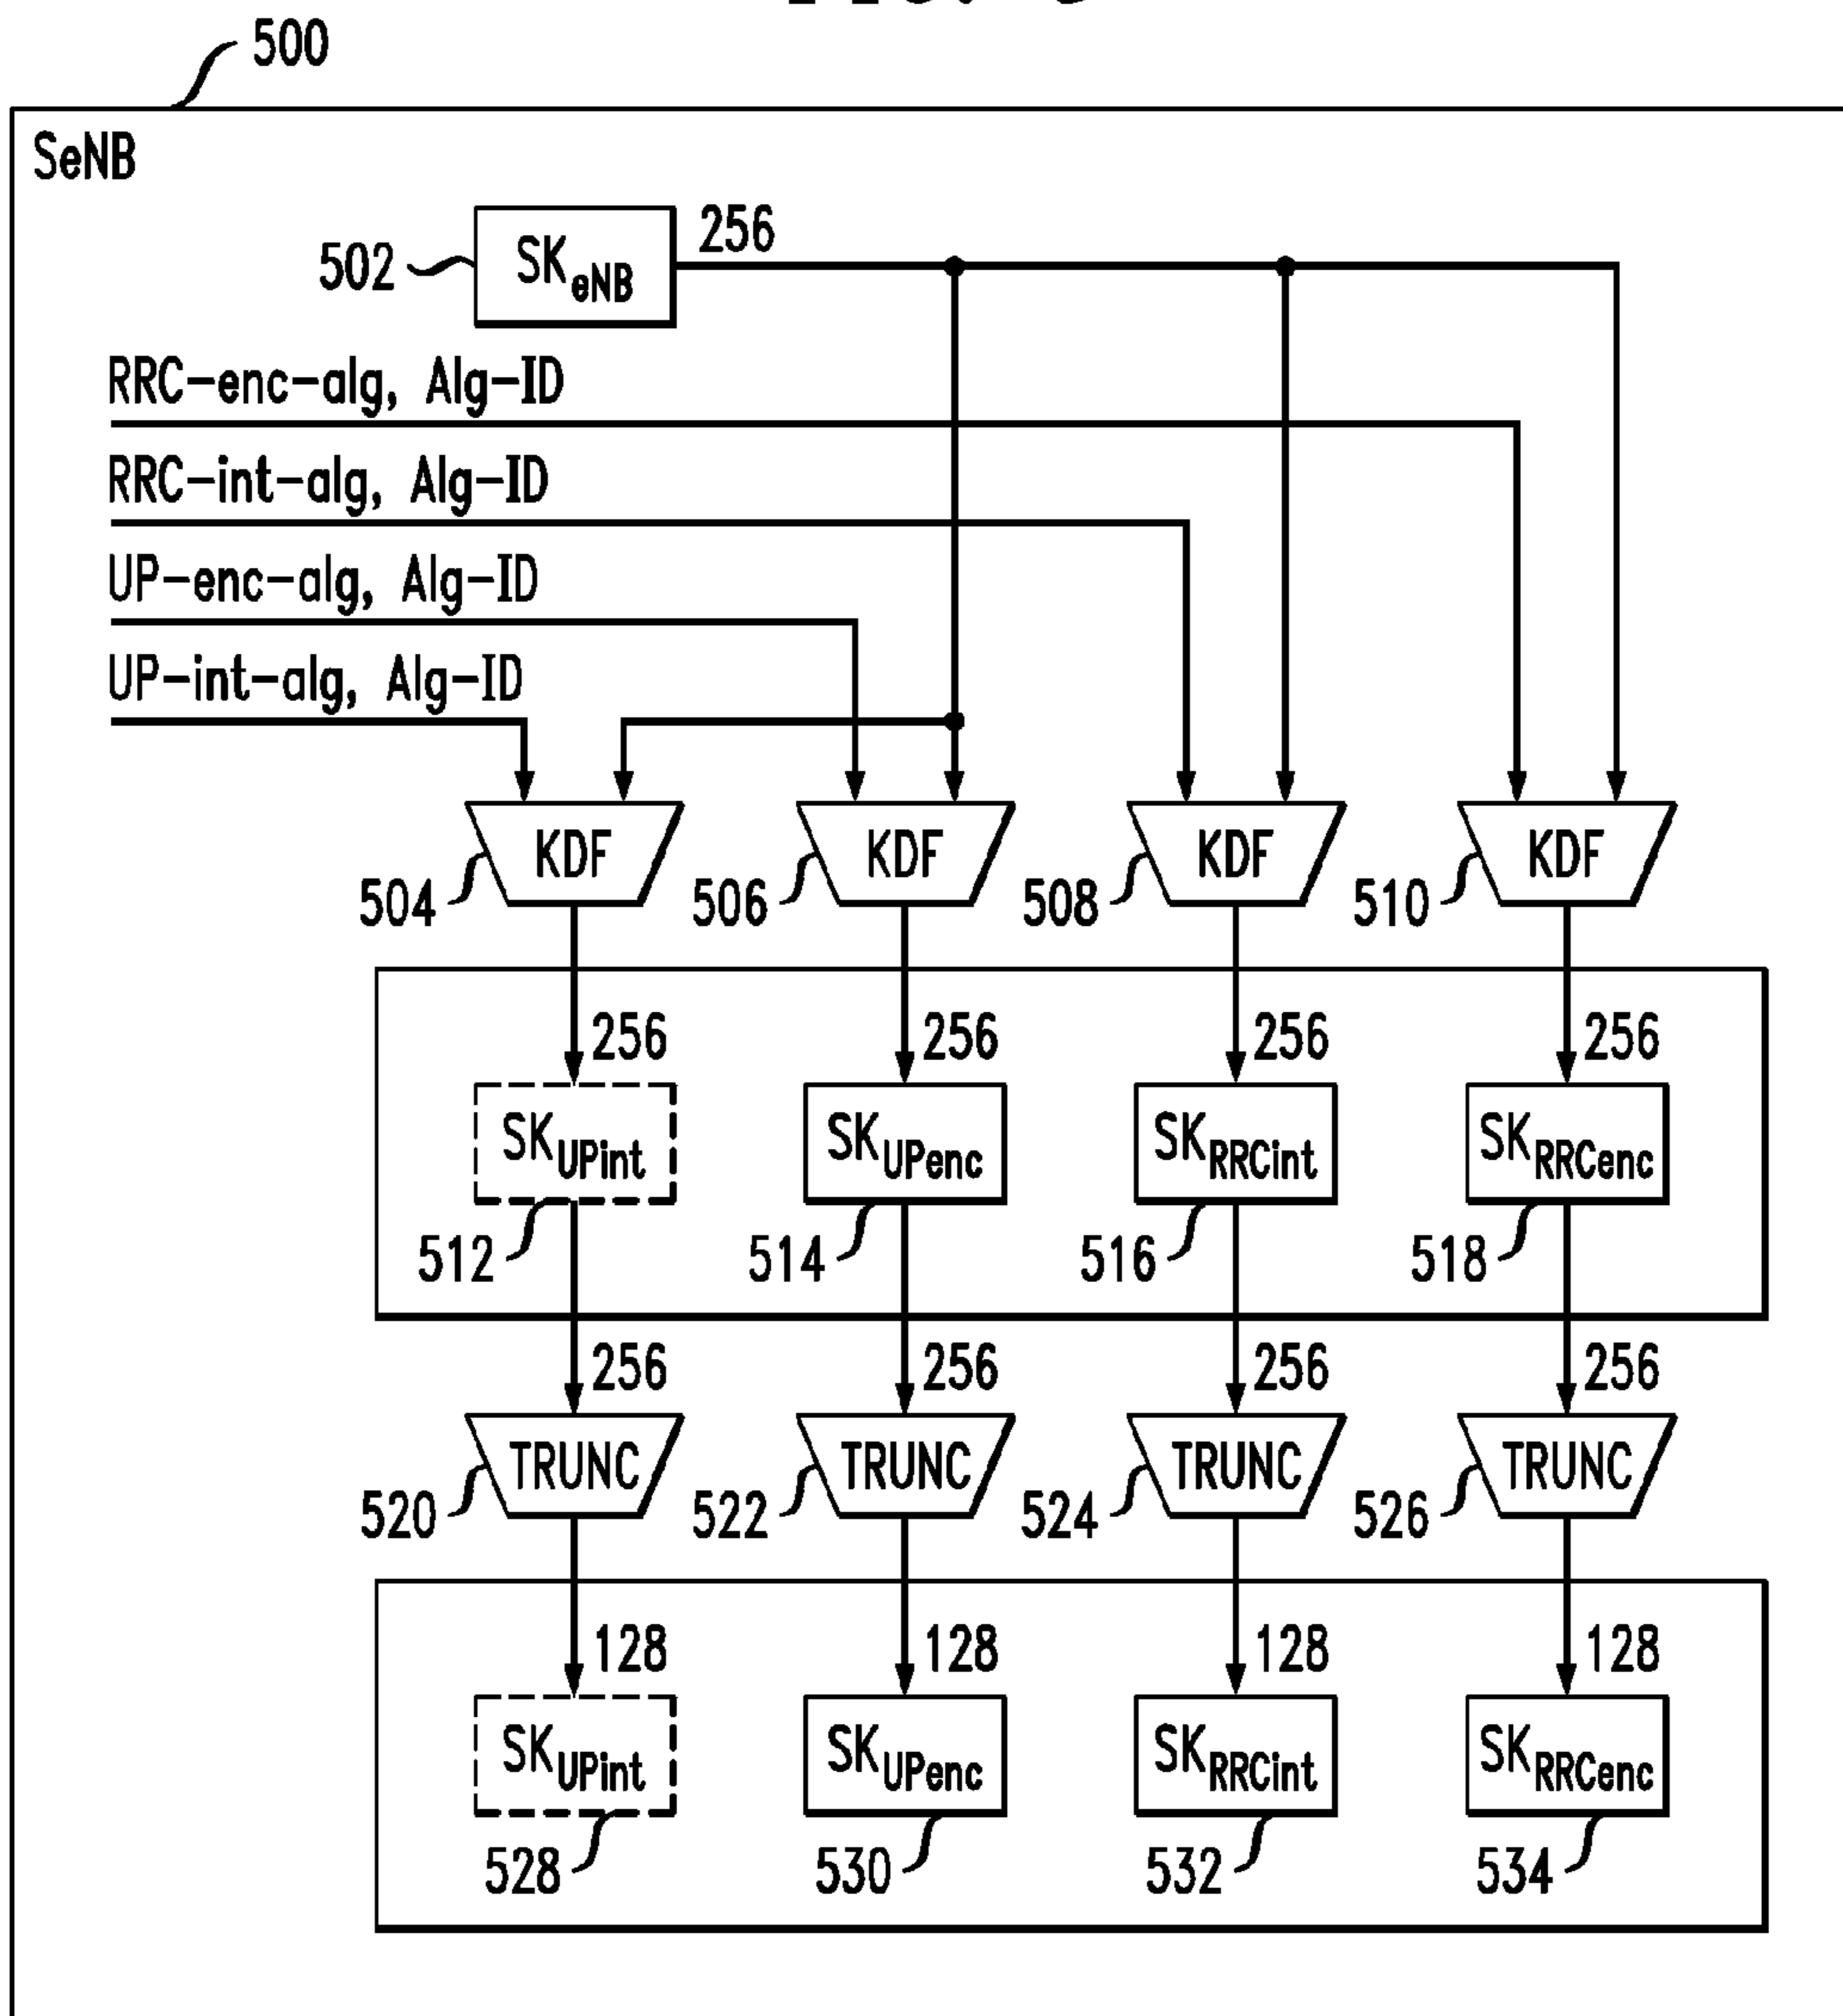 500
SeNB
502 SKeNB 256
RRC-enc-alg, Alg-ID
RRC-int-alg, Alg-ID
UP-enc-alg, Alg-ID
UP-int-alg, Alg-ID
KDF KDF KDF KDF
504 506 508 510
256 256 256 256
SKUPint SKUPenc SKRRCint SKRRCenc
512 514 516 518
256 256 256 256
TRUNC TRUNC TRUNC TRUNC
520 522 524 526
128 128 128 128
SKUPint SKUPenc SKRRCint SKRRCenc
528 530 532 534